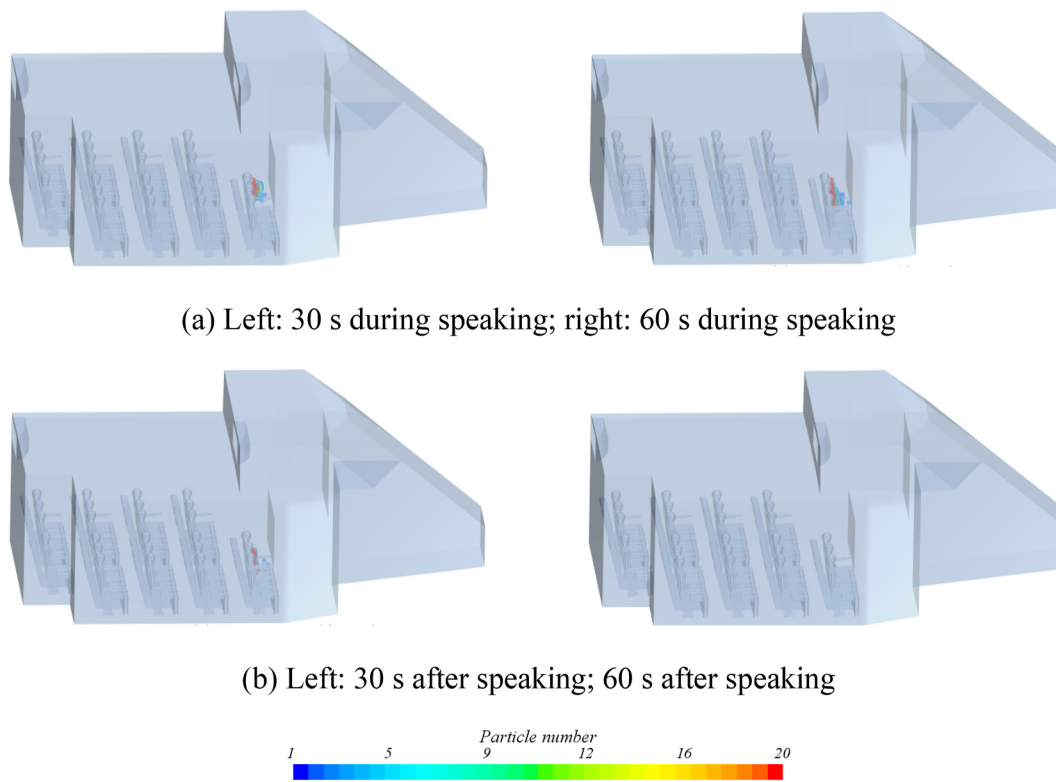 (a) Left: 30 s during speaking; right: 60 s during speaking
(b) Left: 30 s after speaking; 60 s after speaking
Particle number
1 5 9 12 16 20